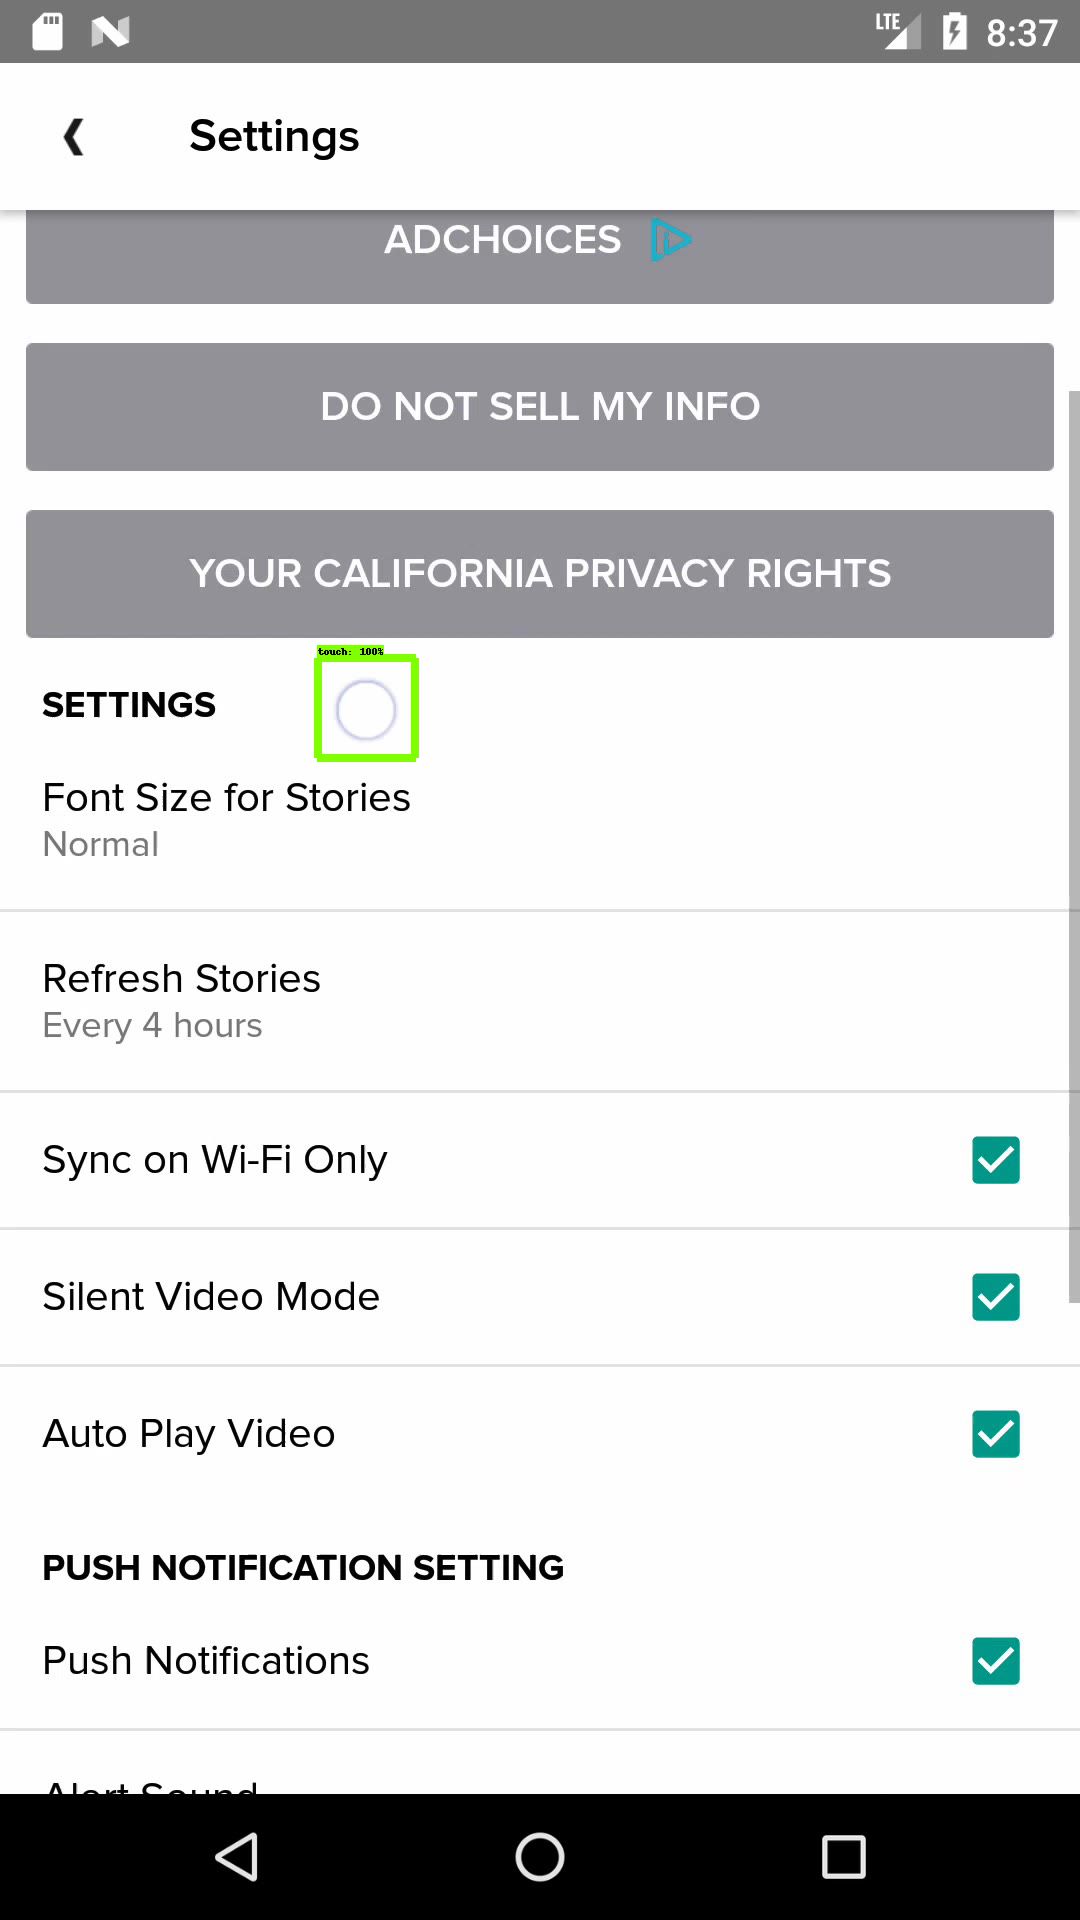 LTE 8:37
Settings
ADCHOICES
DO NOT SELL MY INFO
YOUR CALIFORNIA PRIVACY RIGHTS
touch: 100%
SETTINGS
Font Size for Stories
Normal
Refresh Stories
Every 4 hours
Sync on Wi-Fi Only
Silent Video Mode
Auto Play Video
PUSH NOTIFICATION SETTING
Push Notifications
Alert Sound